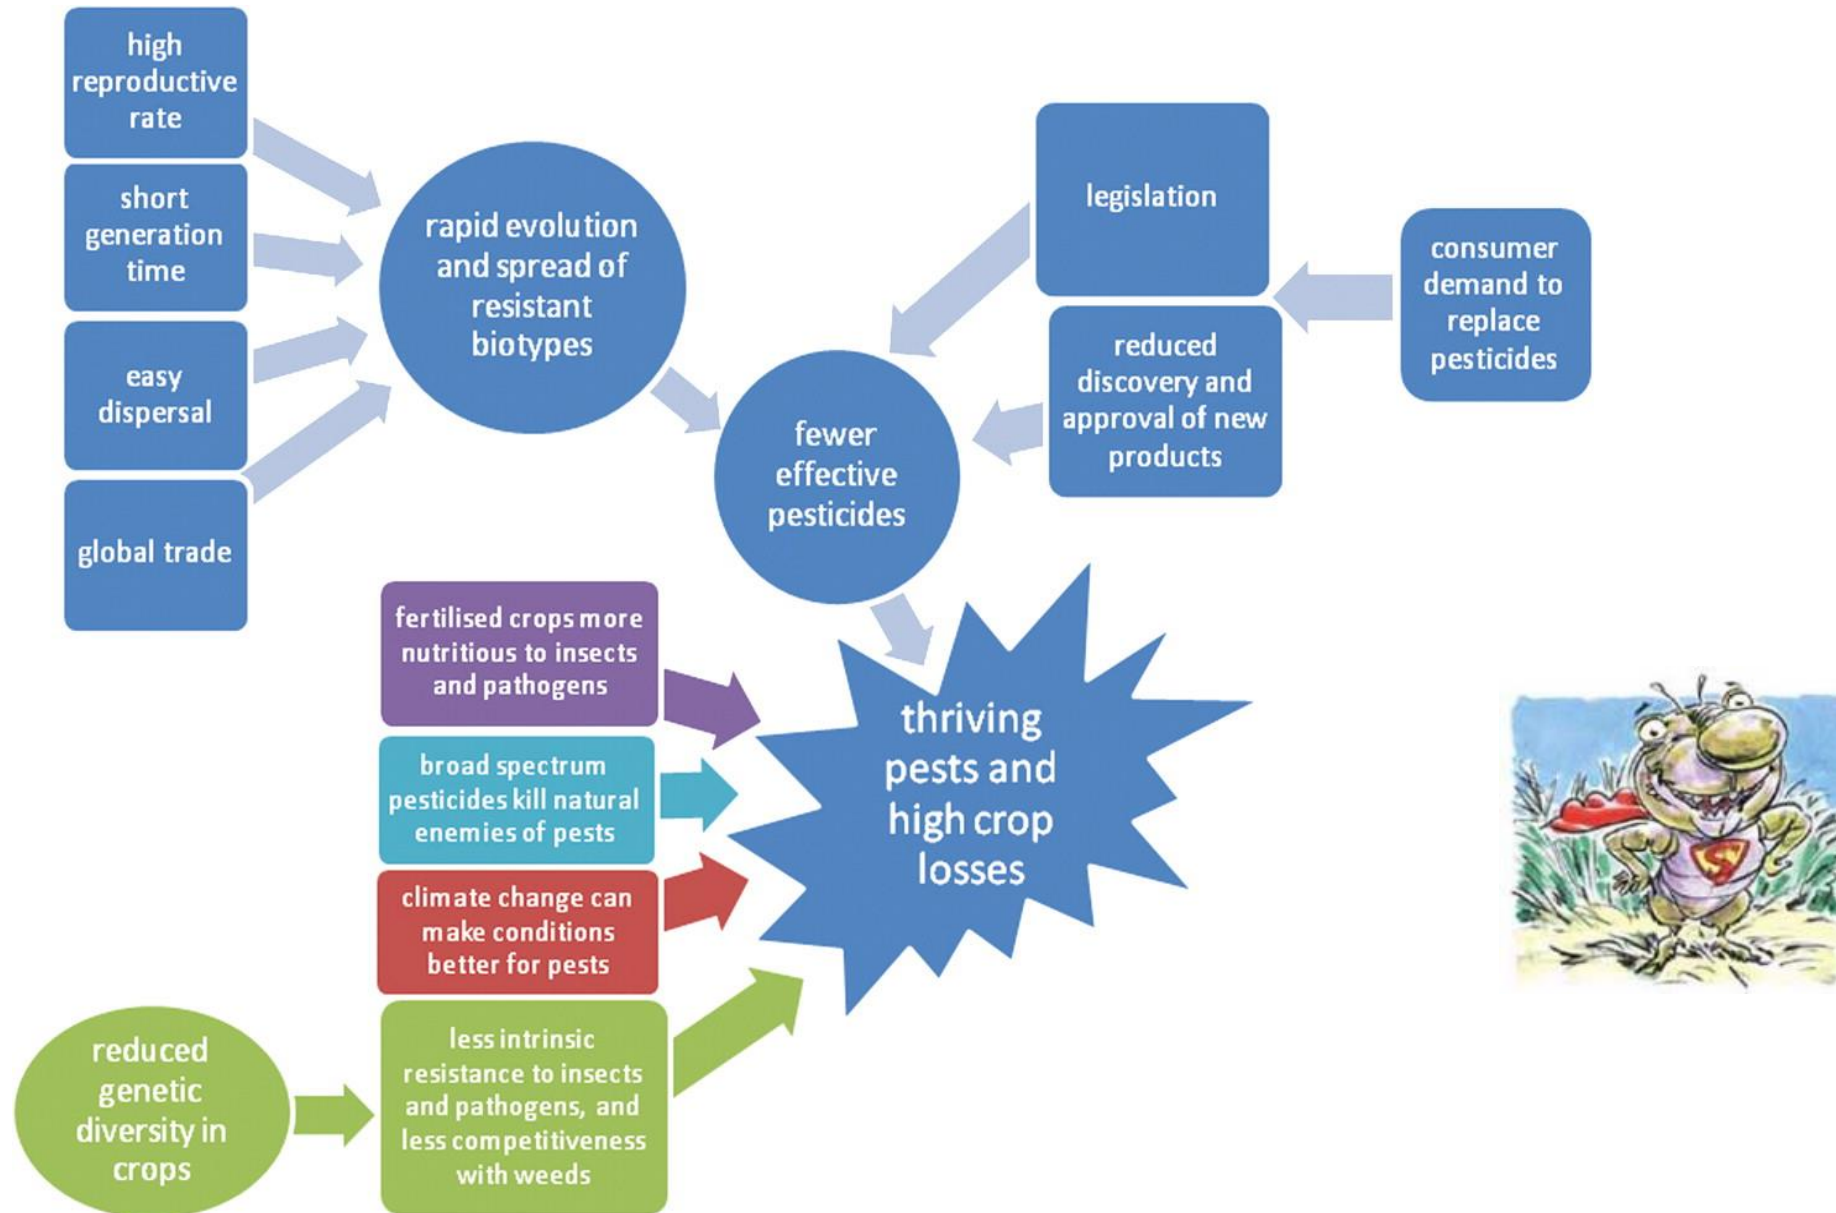 high
reproductive
rate
short
generation
time
easy
dispersal
global trade
rapid evolution
and spread of
resistant
biotypes
legislation
reduced
discovery and
approval of new
products
consumer
demand to
replace
pesticides
fewer
effective
pesticides
fertilised crops more
nutritious to insects
and pathogens
broad spectrum
pesticides kill natural
enemies of pests
climate change can
make conditions
better for pests
reduced
genetic
diversity in
crops
less intrinsic
resistance to insects
and pathogens, and
less competitiveness
with weeds
thriving
pests and
high crop
losses
S